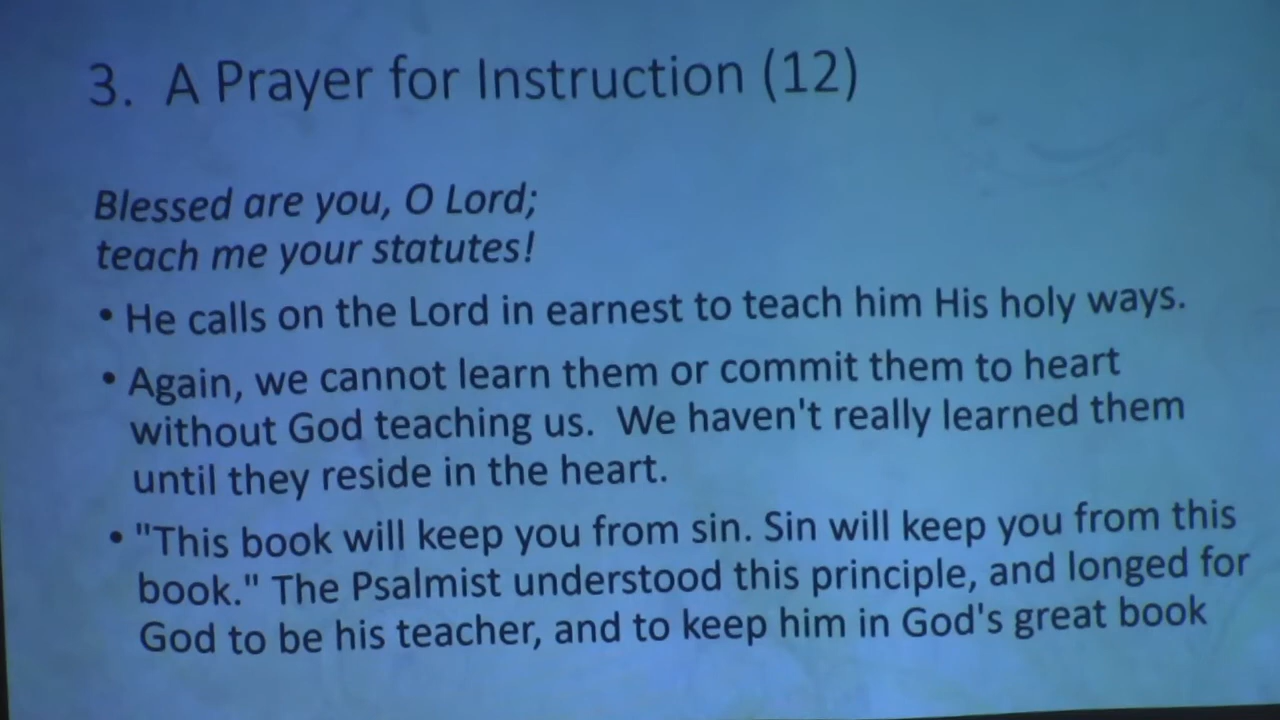 3. A Prayer for Instruction (12)
Blessed are you, O Lord;
teach me your statutes!
• He calls on the Lord in earnest to teach him His holy ways.
• Again, we cannot learn them or commit them to heart
without God teaching us. We haven't really learned them
until they reside in the heart.
• "This book will keep you from sin. Sin will keep you from this
book." The Psalmist understood this principle, and longed for
God to be his teacher, and to keep him in God's great book